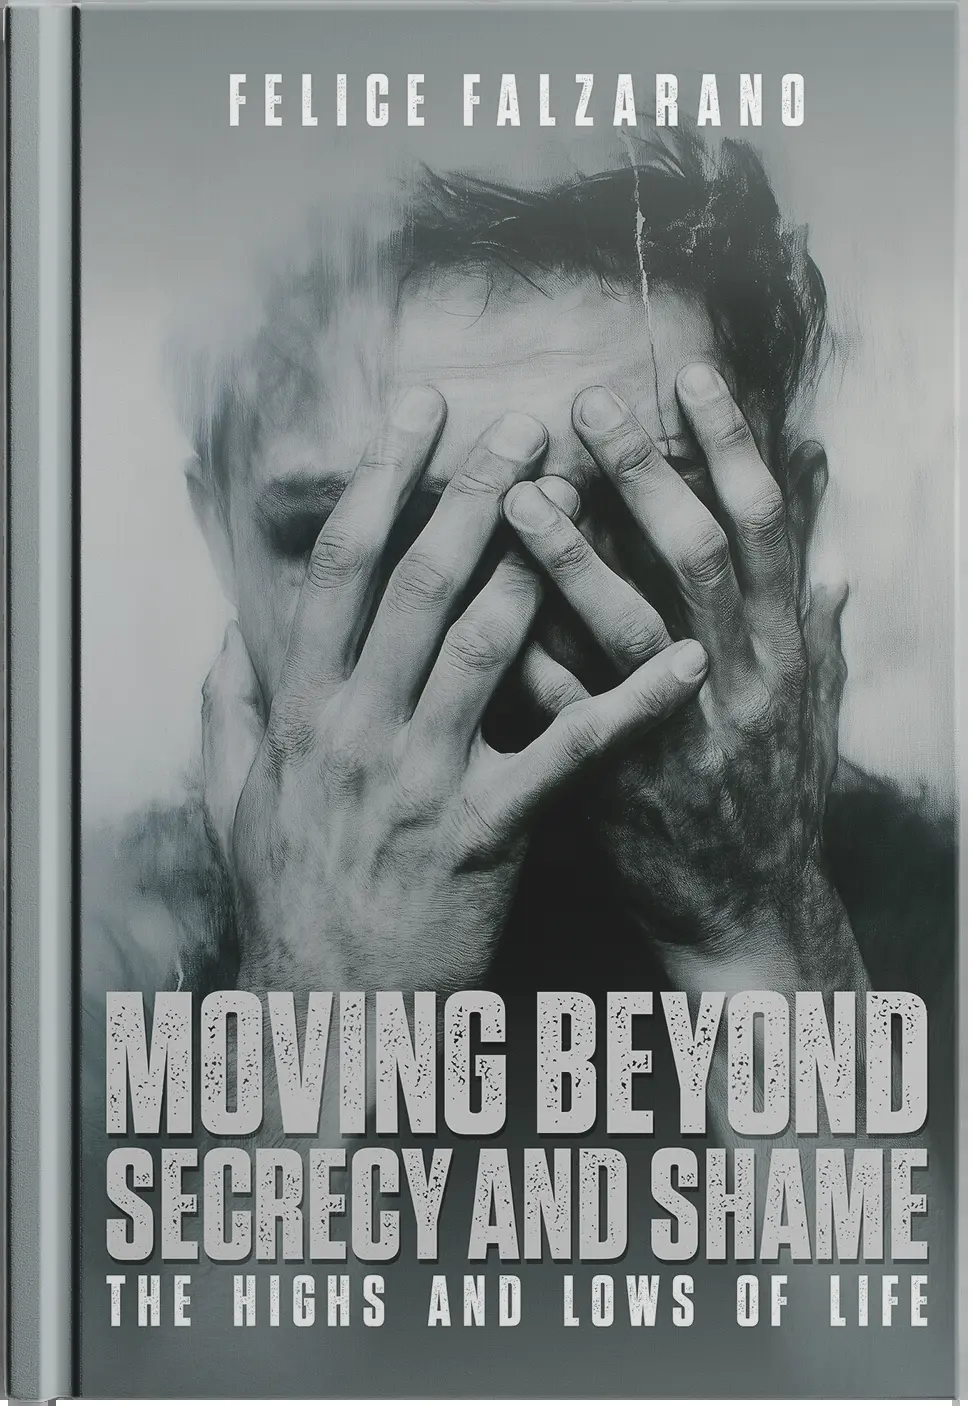 FELICE FALZARANO
MOVING BEYOND
SECRECY AND SHAME
THE HIGHS AND LOWS OF LIFE